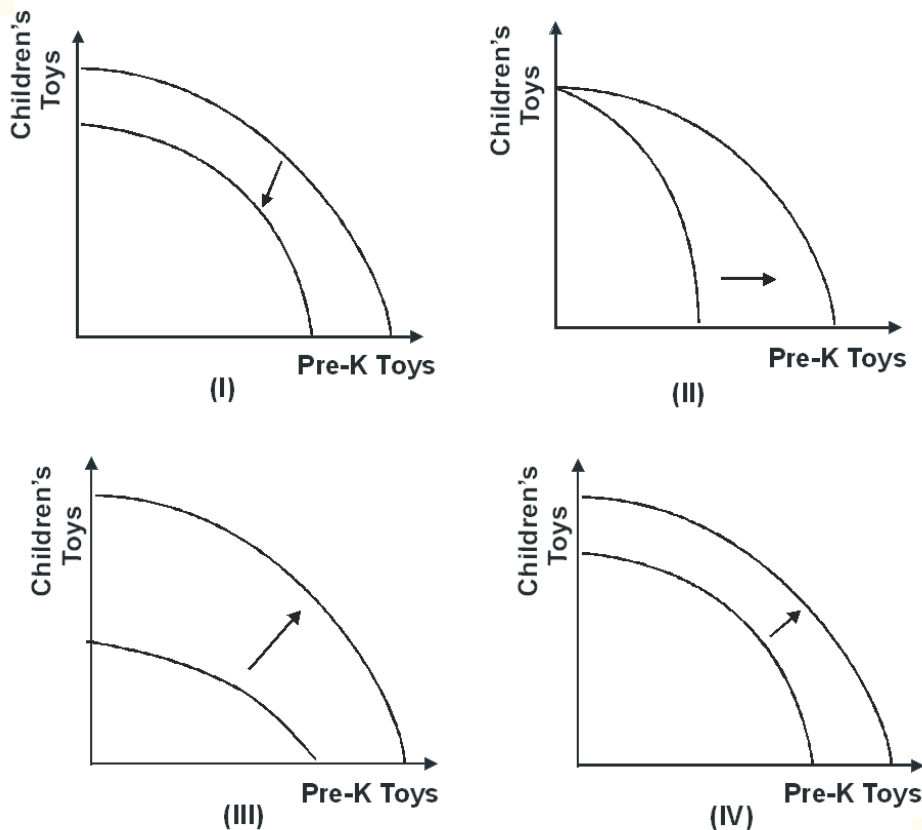 Children's
Toys
Pre-K Toys
(I)
Children's
Toys
Pre-K Toys
(II)
Children's
Toys
Pre-K Toys
(III)
Children's
Toys
Pre-K Toys
(IV)